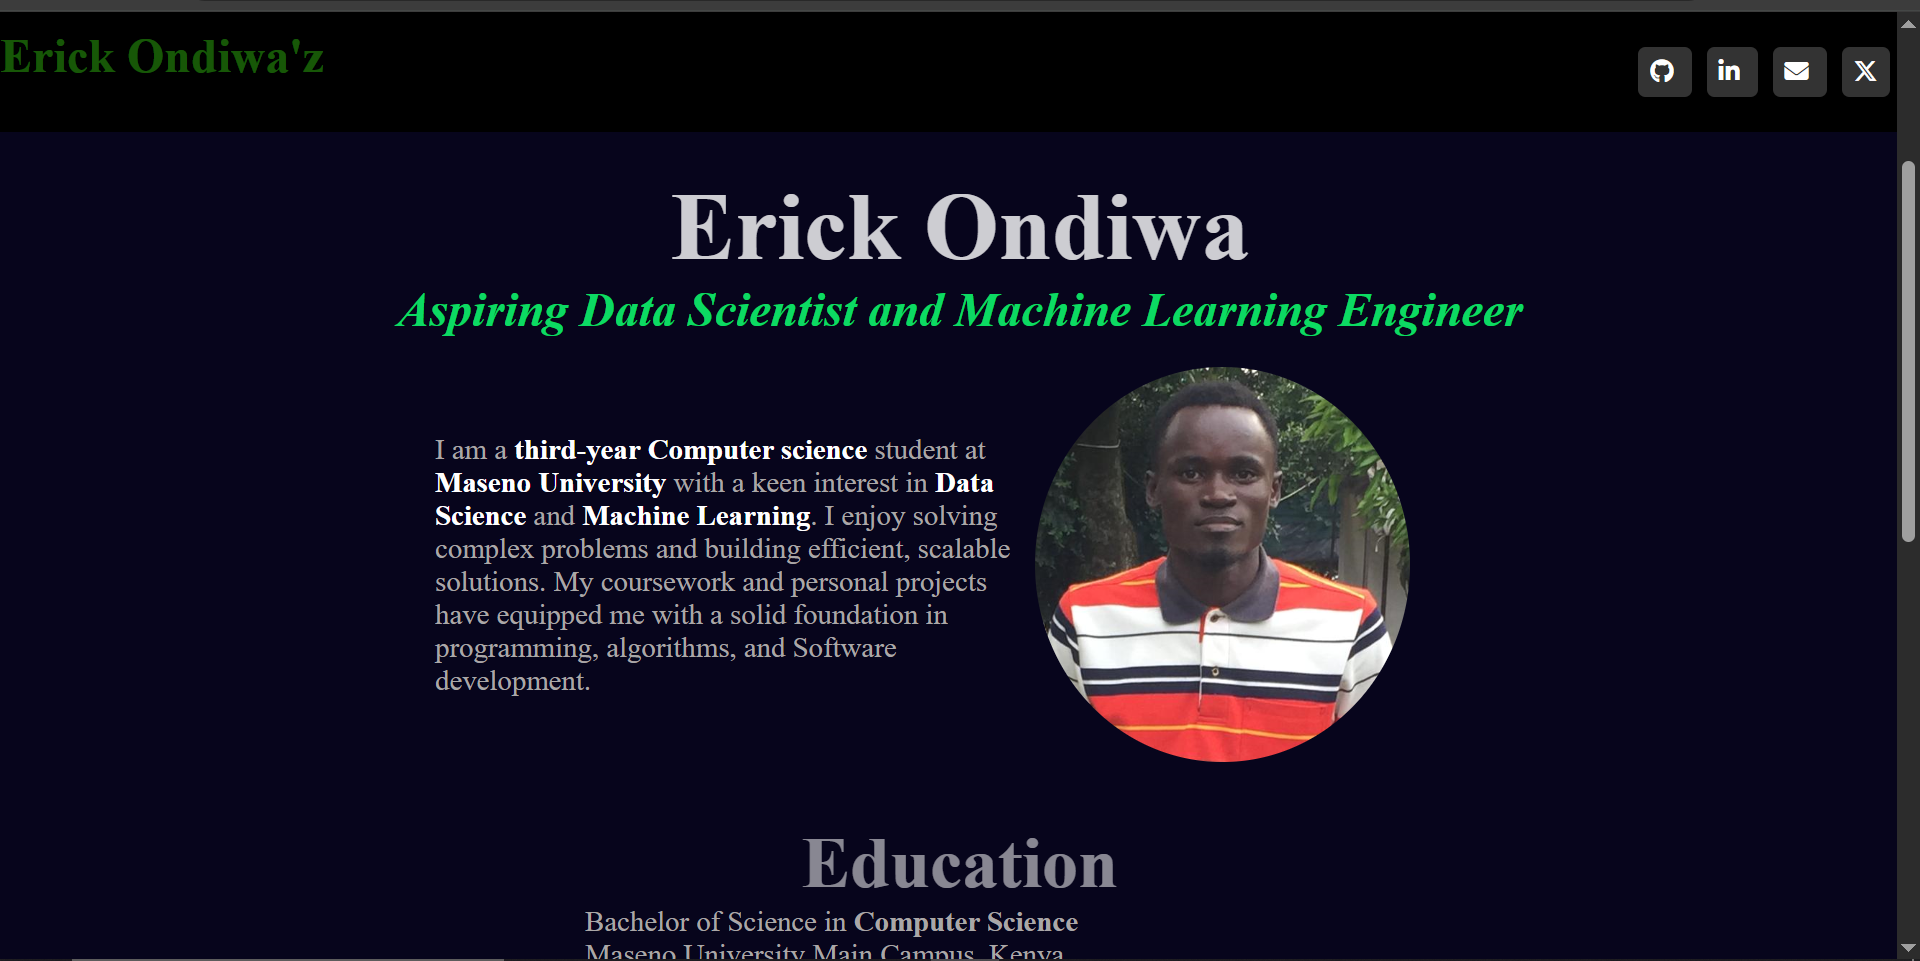 Erick Ondiwa'z
Erick Ondiwa
Aspiring Data Scientist and Machine Learning Engineer
I am a third-year Computer science student at
Maseno University with a keen interest in Data
Science and Machine Learning. I enjoy solving
complex problems and building efficient, scalable
solutions. My coursework and personal projects
have equipped me with a solid foundation in
programming, algorithms, and Software
development.
Education
Bachelor of Science in Computer Science
Maseno University Main Campus, Kenya